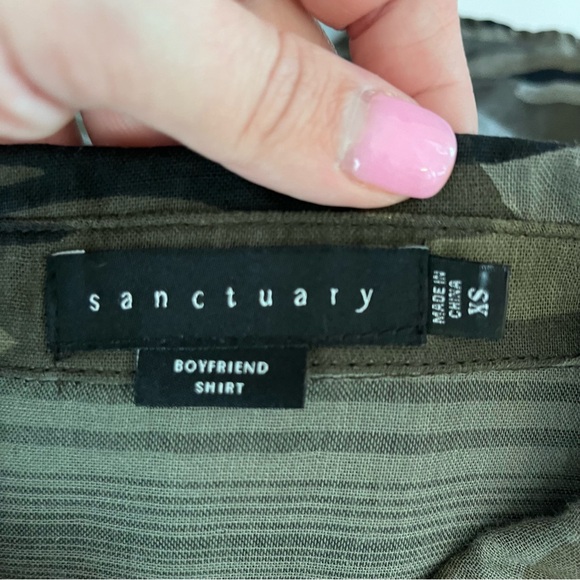 sanctuary
MADE IN
CHINA
XS
BOYFRIEND
SHIRT